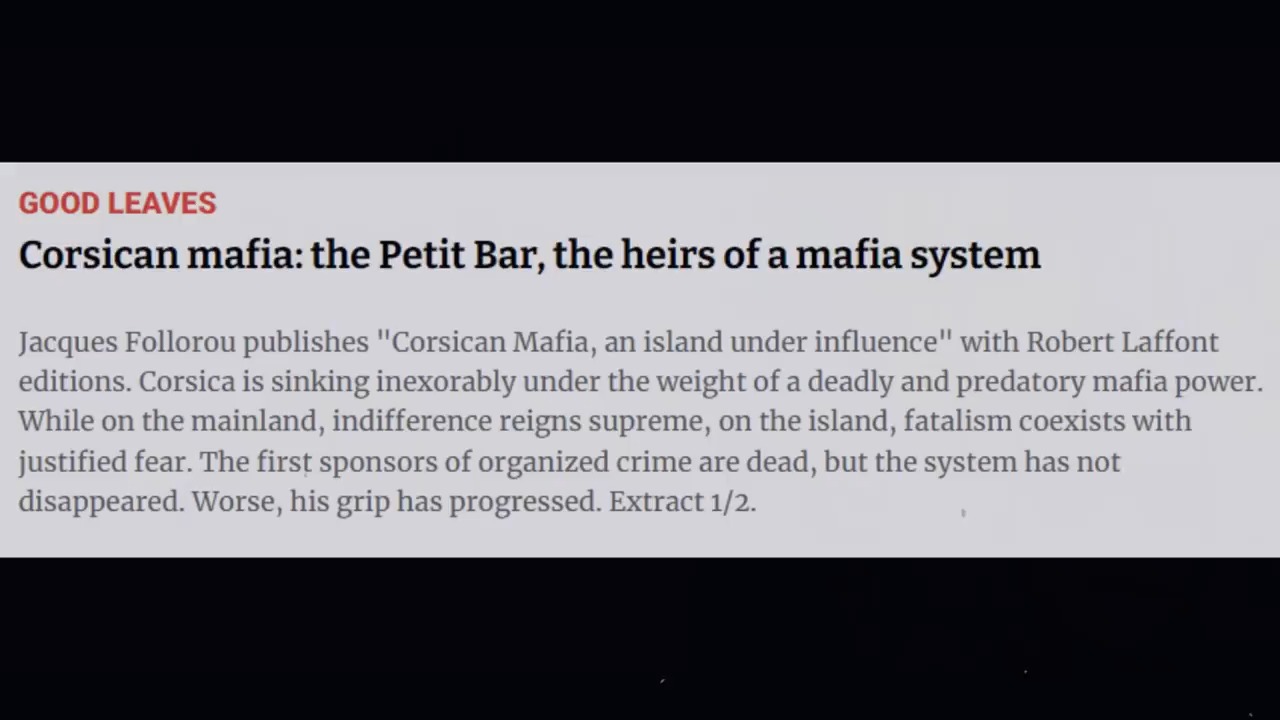 GOOD LEAVES
Corsican mafia: the Petit Bar, the heirs of a mafia system
Jacques Follorou publishes "Corsican Mafia, an island under influence" with Robert Laffont
editions. Corsica is sinking inexorably under the weight of a deadly and predatory mafia power.
While on the mainland, indifference reigns supreme, on the island, fatalism coexists with
justified fear. The first sponsors of organized crime are dead, but the system has not
disappeared. Worse, his grip has progressed. Extract 1/2.